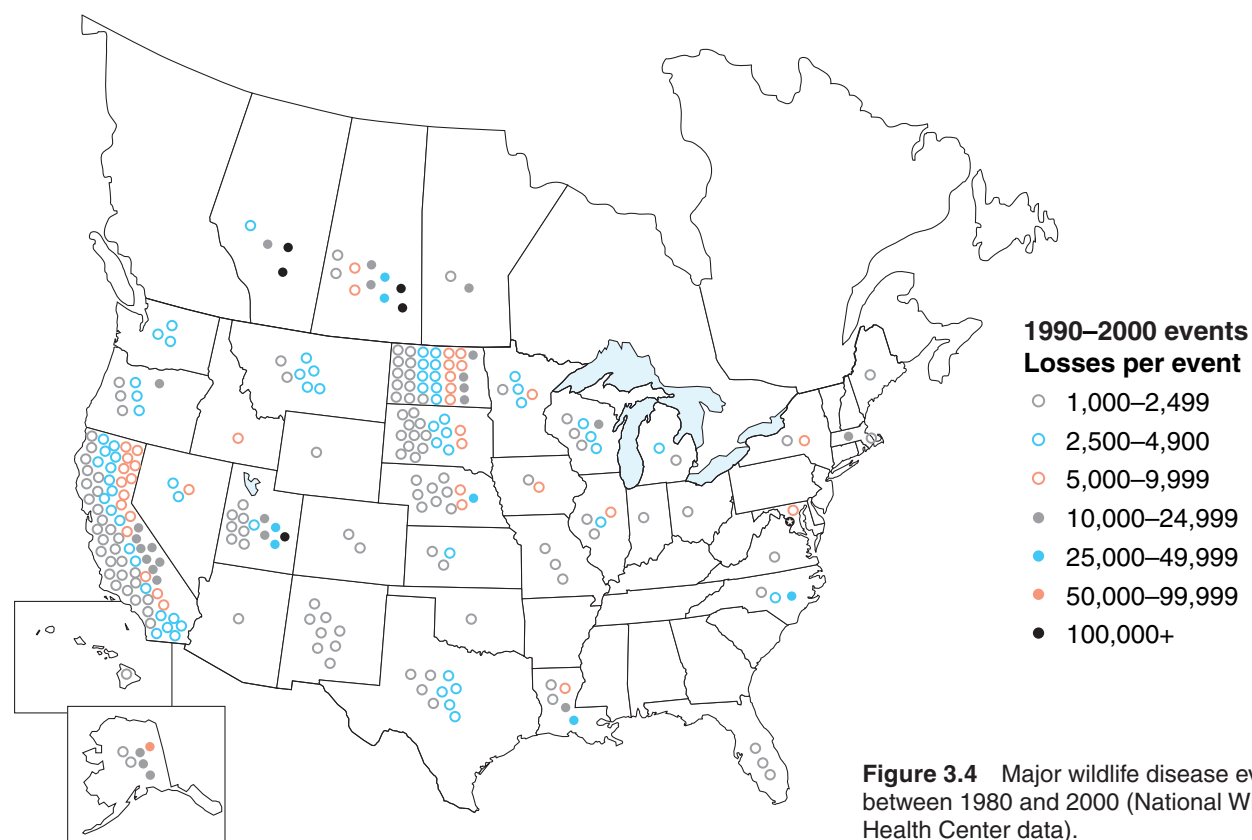 1990–2000 events
Losses per event
1,000–2,499
2,500–4,900
5,000–9,999
10,000–24,999
25,000–49,999
50,000–99,999
100,000+
Figure 3.4 Major wildlife disease
between 1980 and 2000 (National
Health Center data).